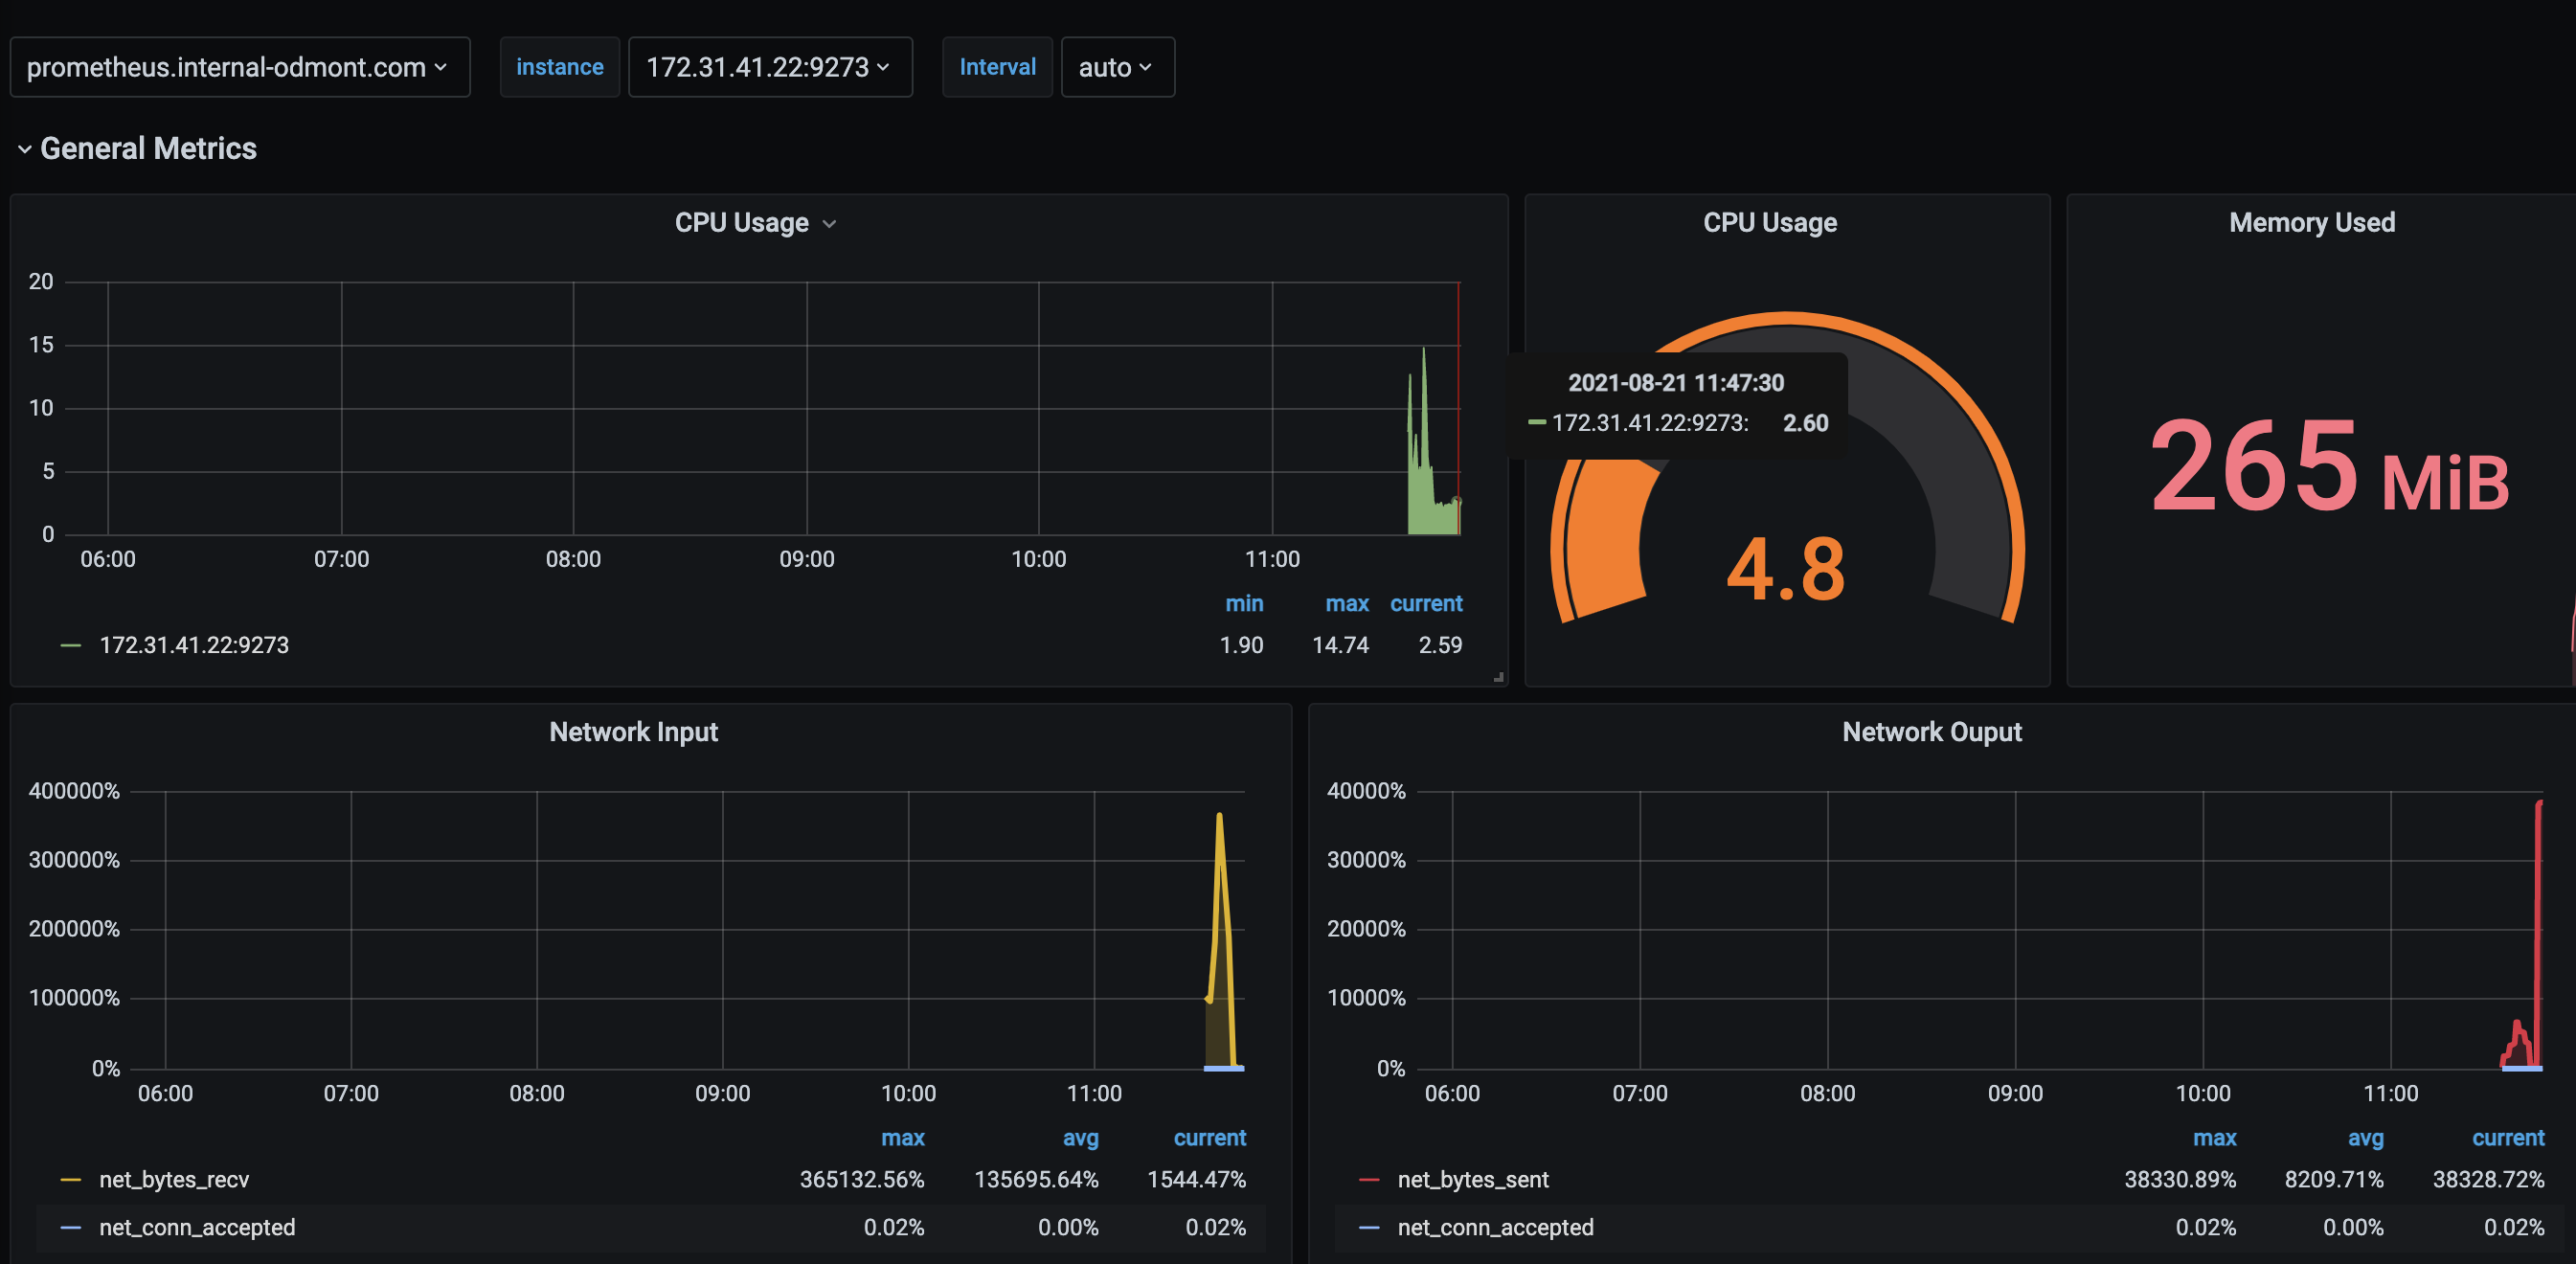 prometheus.internal-odmont.com instance 172.31.41.22:9273 Interval auto
General Metrics
CPU Usage
20
15
10
5
0
06:00 07:00 08:00 09:00 10:00 11:00
min max current
172.31.41.22:9273 1.90 14.74 2.59
CPU Usage
2021-08-21 11:47:30
172.31.41.22:9273: 2.60
4.8
Memory Used
265 MiB
Network Input
400000%
300000%
200000%
100000%
0%
06:00 07:00 08:00 09:00 10:00 11:00
max avg current
net_bytes_recv 365132.56% 135695.64% 1544.47%
net_conn_accepted 0.02% 0.00% 0.02%
Network Ouput
40000%
30000%
20000%
10000%
0%
06:00 07:00 08:00 09:00 10:00 11:00
max avg current
net_bytes_sent 38330.89% 8209.71% 38328.72%
net_conn_accepted 0.02% 0.00% 0.02%